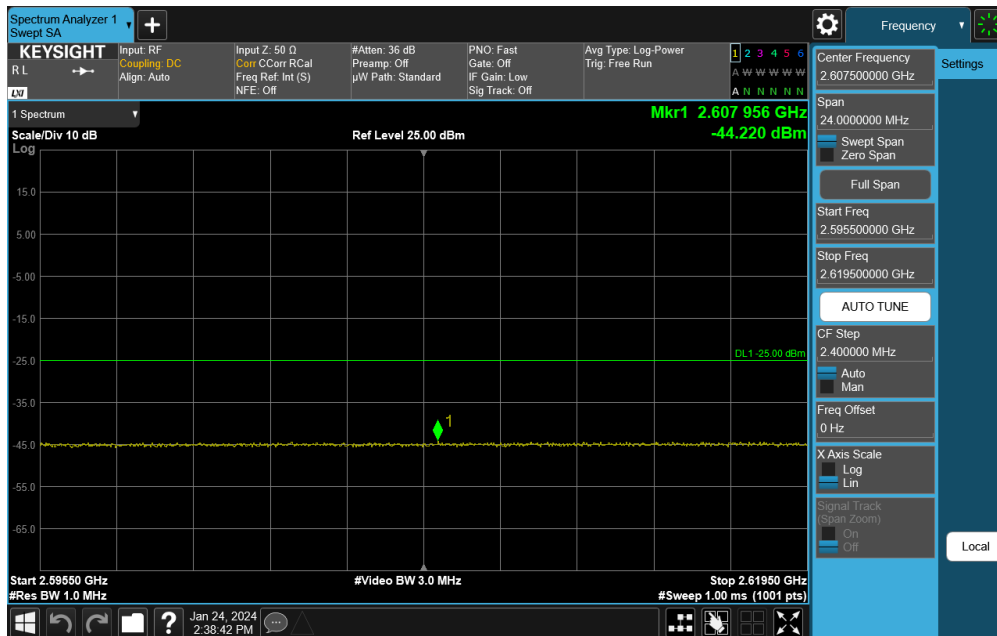 Spectrum Analyzer 1
Swept SA
+
Frequency
KEYSIGHT
R L
LXI
Input: RF
Coupling: DC
Align: Auto
Input Z: 50 Ω
Corr CCorr RCal
Freq Ref: Int (S)
NFE: Off
#Atten: 36 dB
Preamp: Off
µW Path: Standard
PNO: Fast
Gate: Off
IF Gain: Low
Sig Track: Off
Avg Type: Log-Power
Trig: Free Run
1 2 3 4 5 6
A W W W W W
A N N N N N
1 Spectrum
Scale/Div 10 dB
Log
Ref Level 25.00 dBm
Mkr1 2.607 956 GHz
-44.220 dBm
15.0
5.00
-5.00
-15.0
-25.0
DL1 -25.00 dBm
-35.0
1
-45.0
-55.0
-65.0
Start 2.59550 GHz
#Res BW 1.0 MHz
#Video BW 3.0 MHz
Stop 2.61950 GHz
#Sweep 1.00 ms (1001 pts)
Center Frequency
2.607500000 GHz
Span
24.0000000 MHz
Swept Span
Zero Span
Full Span
Start Freq
2.595500000 GHz
Stop Freq
2.619500000 GHz
AUTO TUNE
CF Step
2.400000 MHz
Auto
Man
Freq Offset
0 Hz
X Axis Scale
Log
Lin
Signal Track
(Span Zoom)
On
Off
Settings
Local
?
Jan 24, 2024
2:38:42 PM